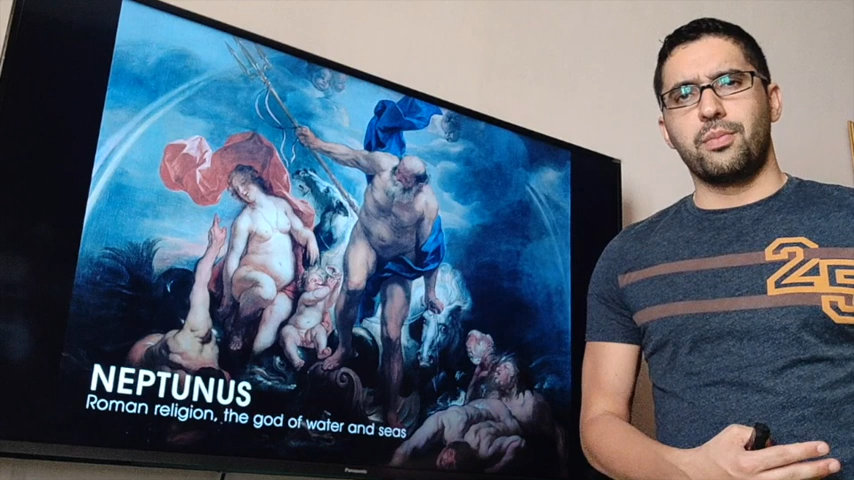 NEPTUNUS
Roman religion, the god of water and seas
Panasonic
25